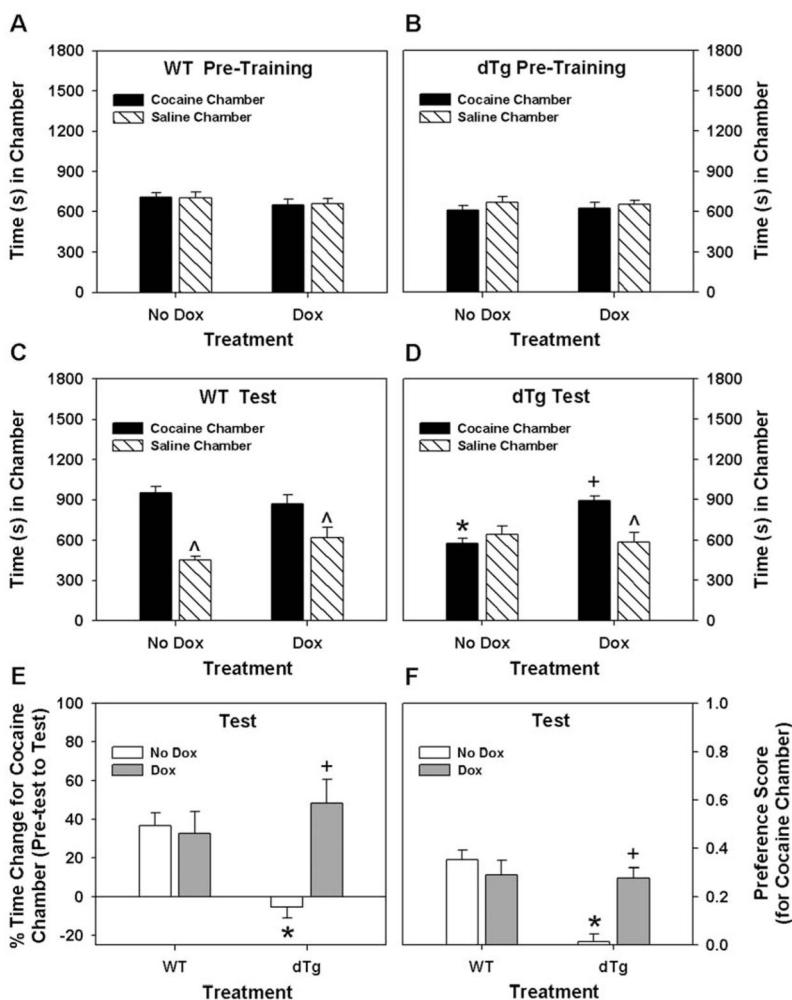 A
WT Pre-Training
Cocaine Chamber
Saline Chamber
Time (s) in Chamber
1800
1500
1200
900
600
300
0
No Dox Dox
Treatment
B
dTg Pre-Training
Cocaine Chamber
Saline Chamber
1800
1500
1200
900
600
300
0
Time (s) in Chamber
No Dox Dox
Treatment
C
WT Test
Cocaine Chamber
Saline Chamber
Time (s) in Chamber
1800
1500
1200
900
600
300
0
^
^
No Dox Dox
Treatment
D
dTg Test
Cocaine Chamber
Saline Chamber
1800
1500
1200
900
600
300
0
Time (s) in Chamber
*
+
^
No Dox Dox
Treatment
E
Test
No Dox
Dox
% Time Change for Cocaine
Chamber (Pre-test to Test)
100
80
60
40
20
0
-20
+
*
WT dTg
Treatment
F
Test
No Dox
Dox
1.0
0.8
0.6
0.4
0.2
0.0
Preference Score
(for Cocaine Chamber)
+
*
WT dTg
Treatment